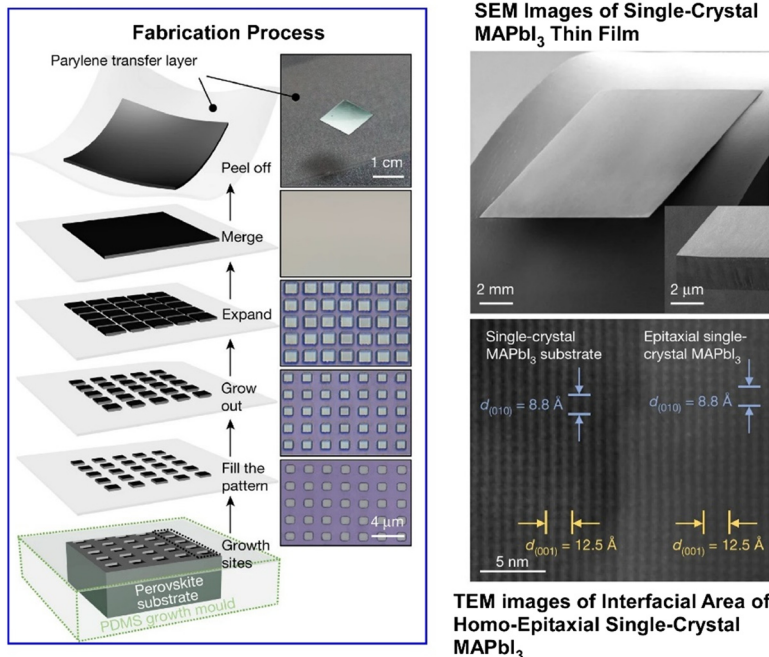 Fabrication Process
Parylene transfer layer
1 cm
Peel off
Merge
Expand
Grow
out
Fill the
pattern
4 μm
Growth
sites
Perovskite
substrate
PDMS growth mould
SEM Images of Single-Crystal
MAPbI₃ Thin Film
2 mm
2 μm
Single-crystal
MAPbI₃ substrate
Epitaxial single-
crystal MAPbI₃
d(010) = 8.8 Å
d(010) = 8.8 Å
d(001) = 12.5 Å
d(001) = 12.5 Å
5 nm
TEM images of Interfacial Area of
Homo-Epitaxial Single-Crystal
MAPbI₃